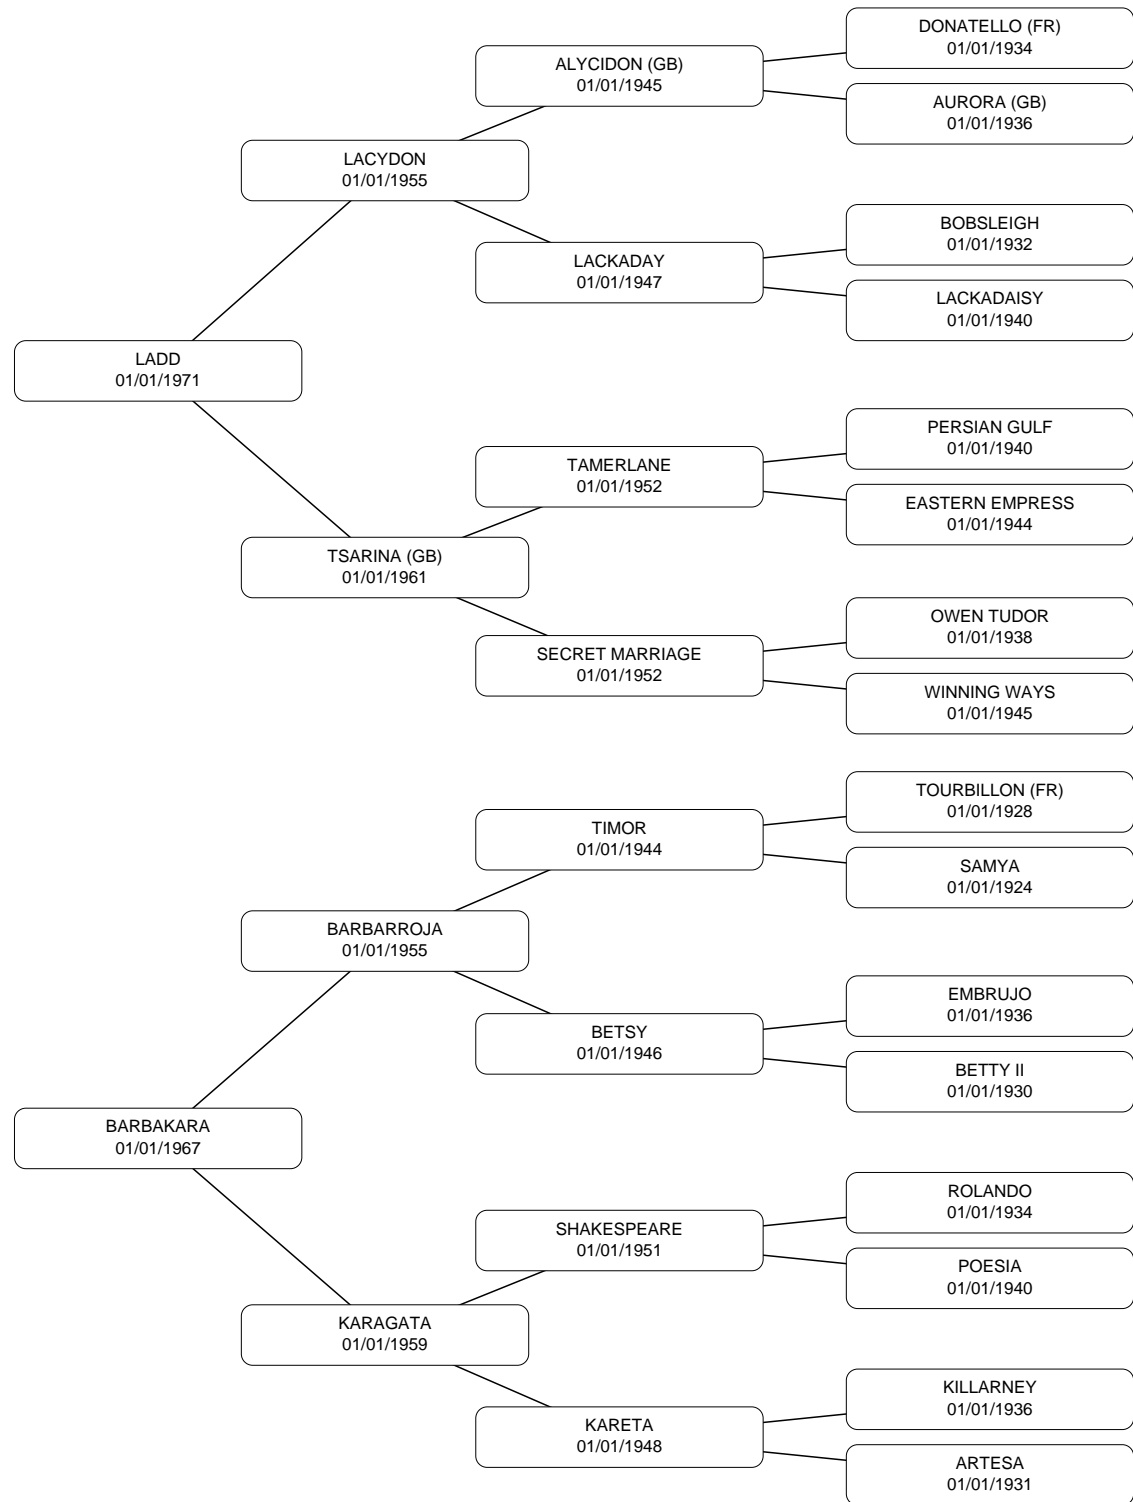 DONATELLO (FR)
01/01/1934
ALYCIDON (GB)
01/01/1945
AURORA (GB)
01/01/1936
LACYDON
01/01/1955
BOBSLEIGH
01/01/1932
LACKADAY
01/01/1947
LACKADAISY
01/01/1940
LADD
01/01/1971
PERSIAN GULF
01/01/1940
TAMERLANE
01/01/1952
EASTERN EMPRESS
01/01/1944
TSARINA (GB)
01/01/1961
OWEN TUDOR
01/01/1938
SECRET MARRIAGE
01/01/1952
WINNING WAYS
01/01/1945
TOURBILLON (FR)
01/01/1928
TIMOR
01/01/1944
SAMYA
01/01/1924
BARBARROJA
01/01/1955
EMBRUJO
01/01/1936
BETSY
01/01/1946
BETTY II
01/01/1930
BARBAKARA
01/01/1967
ROLANDO
01/01/1934
SHAKESPEARE
01/01/1951
POESIA
01/01/1940
KARAGATA
01/01/1959
KILLARNEY
01/01/1936
KARETA
01/01/1948
ARTESA
01/01/1931